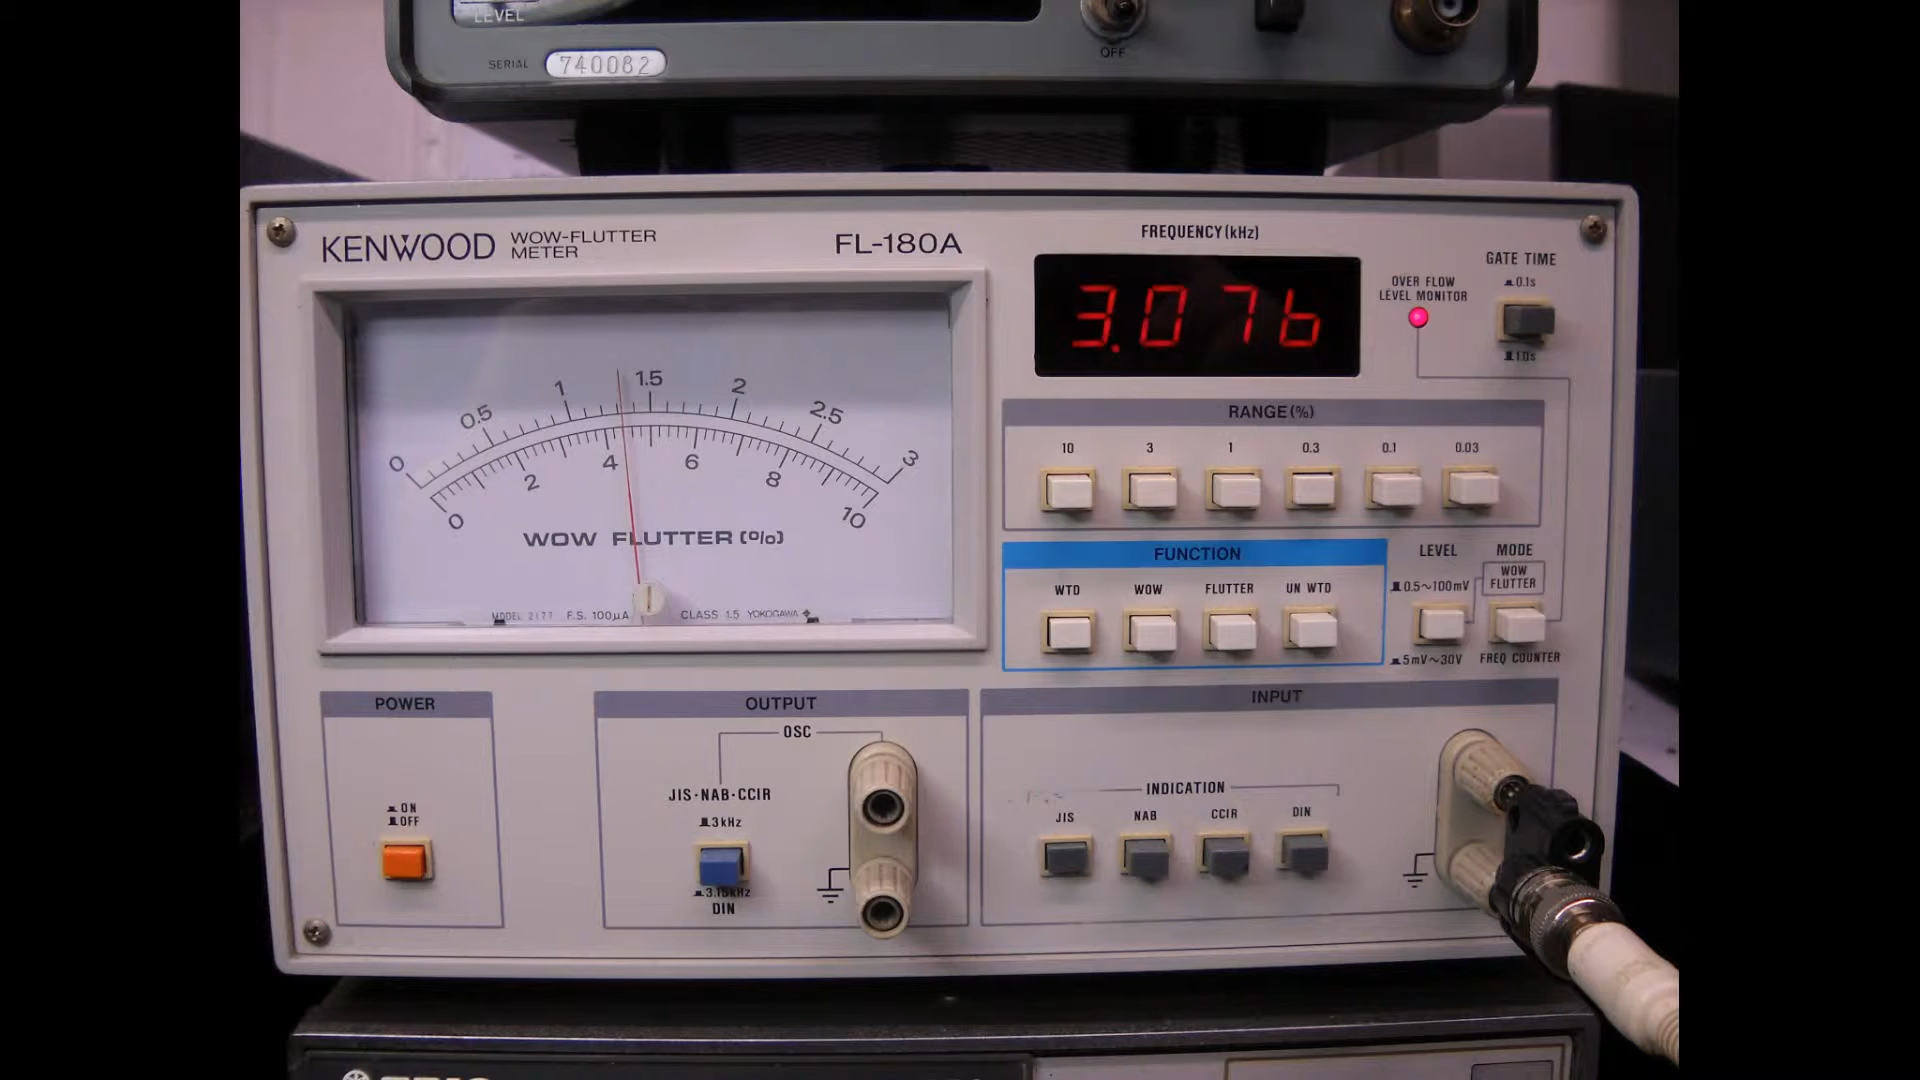 LEVEL
OFF
SERIAL 740082
KENWOOD WOW-FLUTTER METER
FL-180A
FREQUENCY (kHz)
3.076
OVER FLOW
LEVEL MONITOR
GATE TIME
0.1s
1.0s
0 0.5 1 1.5 2 2.5 3
0 2 4 6 8 10
WOW FLUTTER (%)
MODEL 2177 F.S. 100μA CLASS 1.5 YOKOGAWA
RANGE (%)
10 3 1 0.3 0.1 0.03
FUNCTION
WTD WOW FLUTTER UN WTD
LEVEL
0.5~100mV
5mV~30V
MODE
WOW
FLUTTER
FREQ COUNTER
POWER
ON
OFF
OUTPUT
OSC
JIS·NAB·CCIR
3kHz
3.15kHz
DIN
INPUT
INDICATION
JIS NAB CCIR DIN